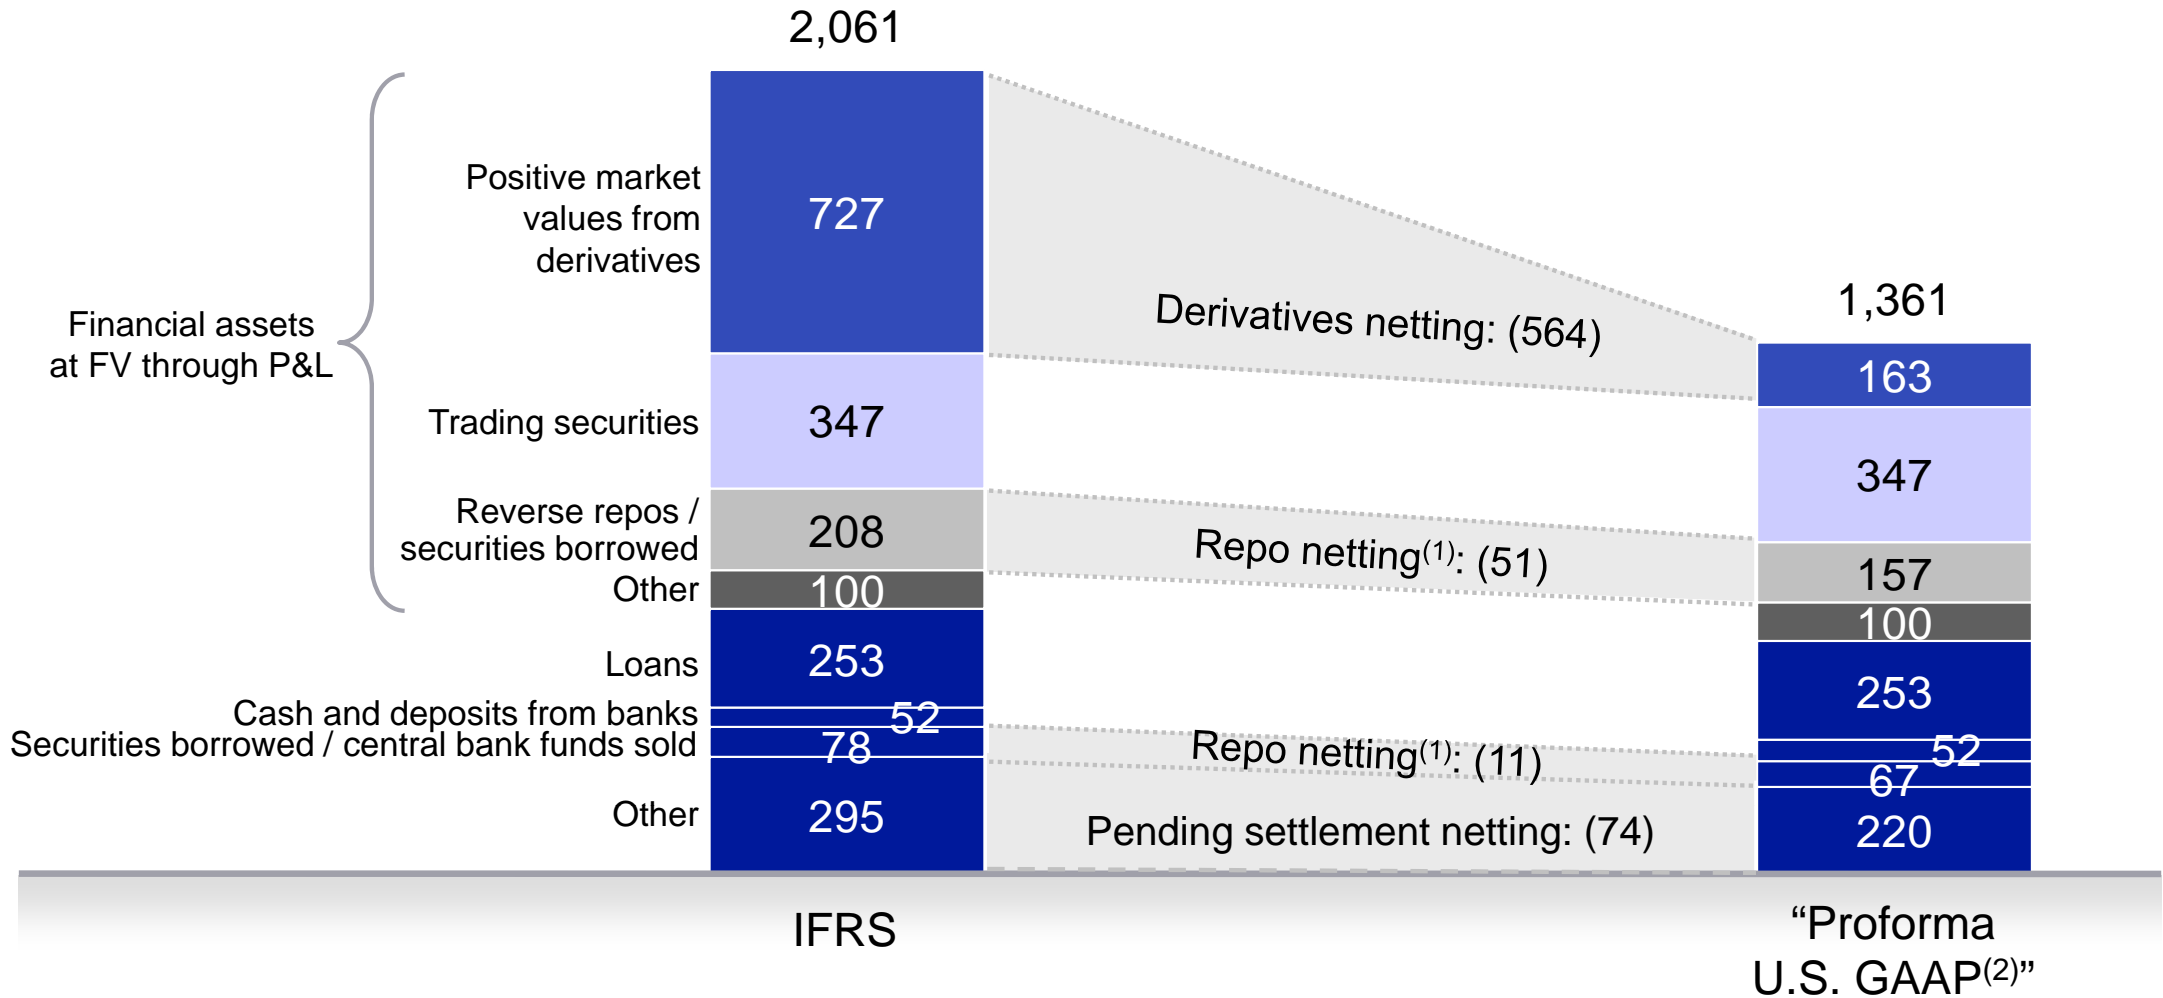 2,061
Positive market
values from
derivatives
727
Derivatives netting: (564)
1,361
163
Financial assets
at FV through P&L
Trading securities
347
347
Reverse repos /
securities borrowed
208
Repo netting(1): (51)
157
Other
100
100
Loans
253
253
Cash and deposits from banks
52
52
Securities borrowed / central bank funds sold
78
Repo netting(1): (11)
67
Other
295
Pending settlement netting: (74)
220
IFRS
“Proforma
U.S. GAAP(2)”